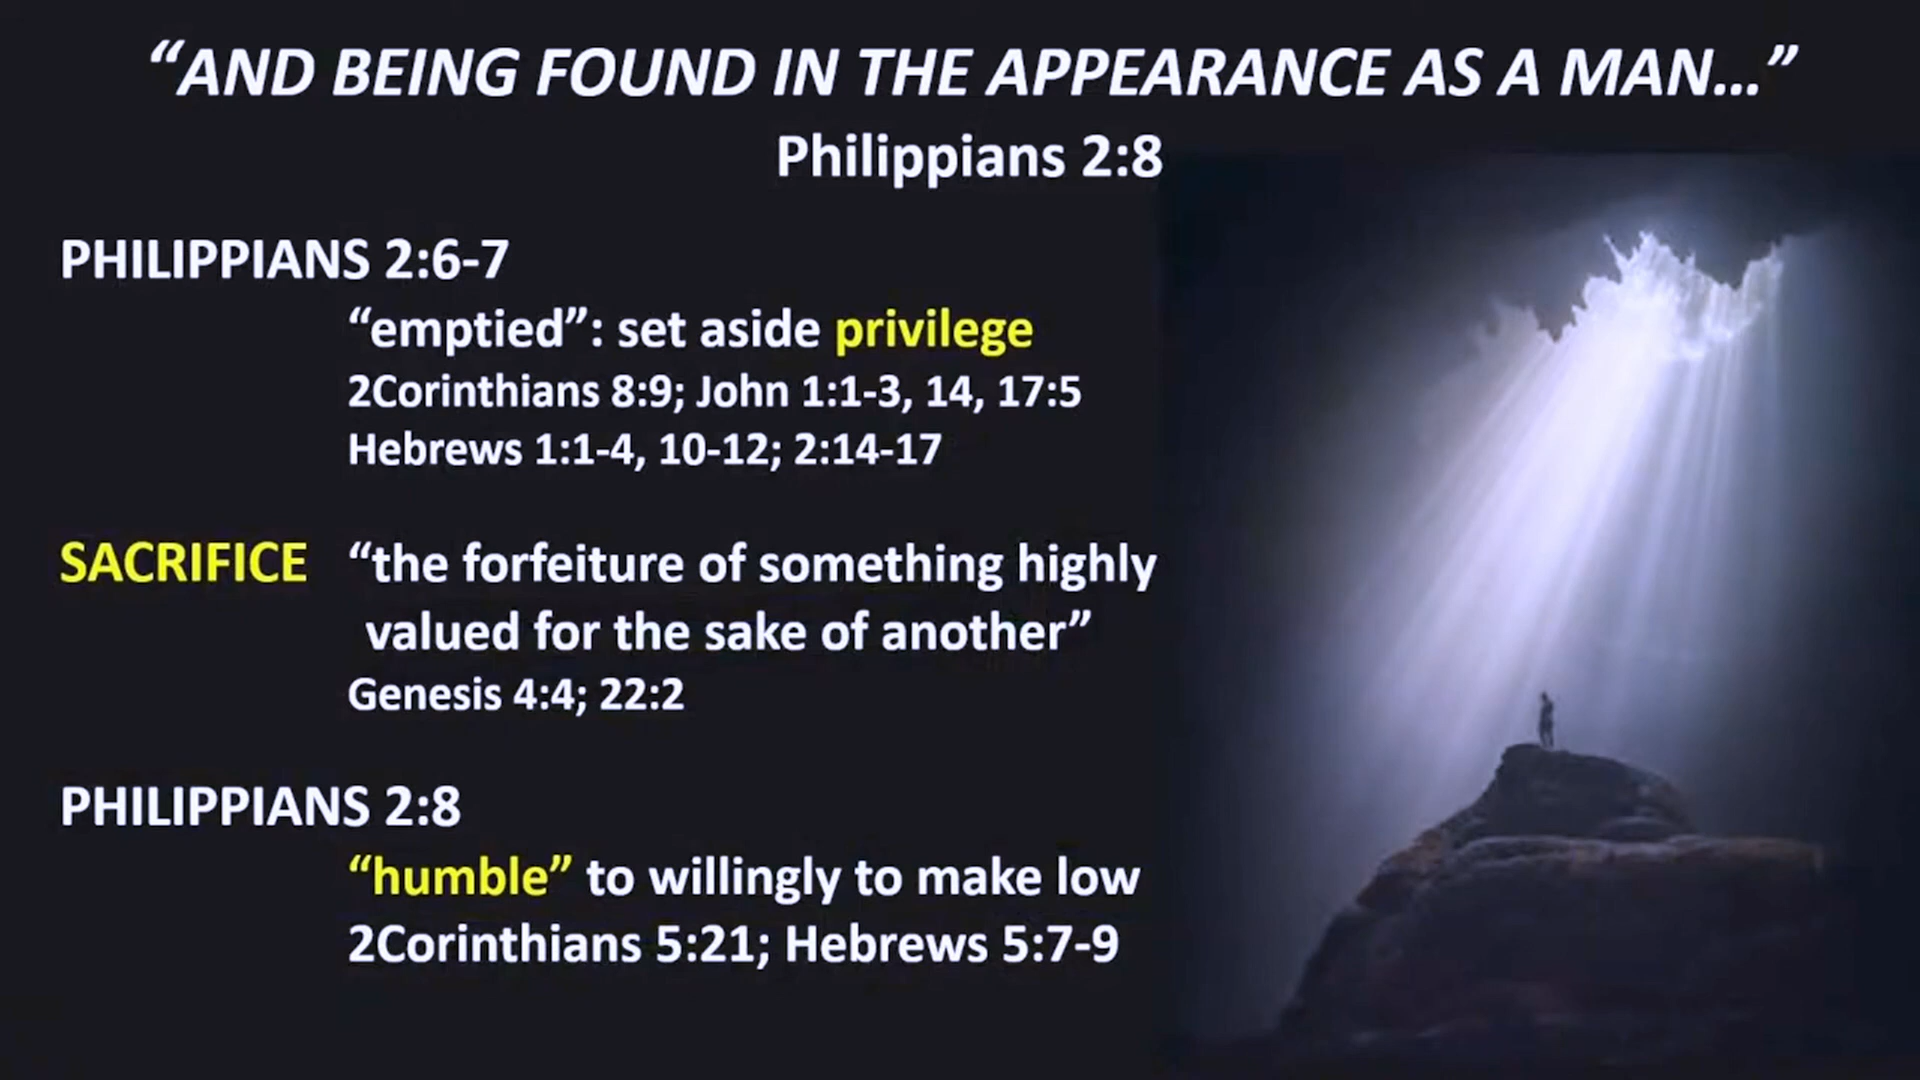 “AND BEING FOUND IN THE APPEARANCE AS A MAN...”
Philippians 2:8
PHILIPPIANS 2:6-7
“emptied”: set aside privilege
2Corinthians 8:9; John 1:1-3, 14, 17:5
Hebrews 1:1-4, 10-12; 2:14-17
SACRIFICE “the forfeiture of something highly
valued for the sake of another”
Genesis 4:4; 22:2
PHILIPPIANS 2:8
“humble” to willingly to make low
2Corinthians 5:21; Hebrews 5:7-9